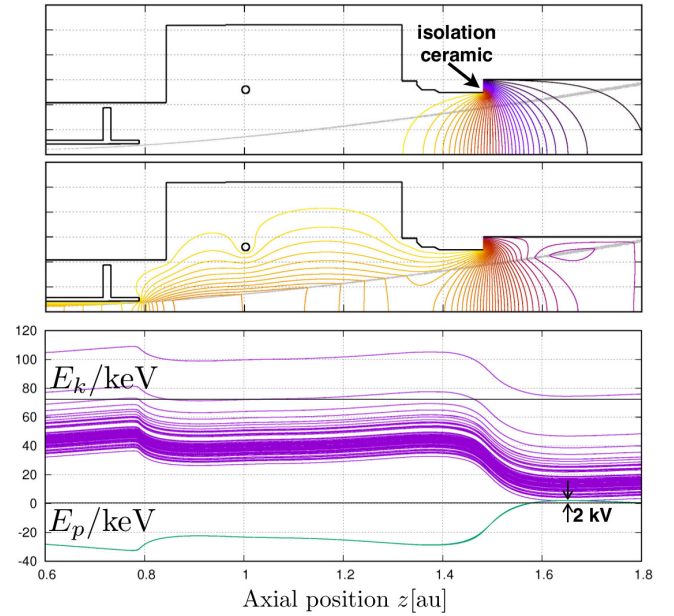 isolation
ceramic
120
100
80
60
40
20
0
-20
-40
E_k/keV
E_p/keV
2 kV
0.6 0.8 1 1.2 1.4 1.6 1.8
Axial position z[au]